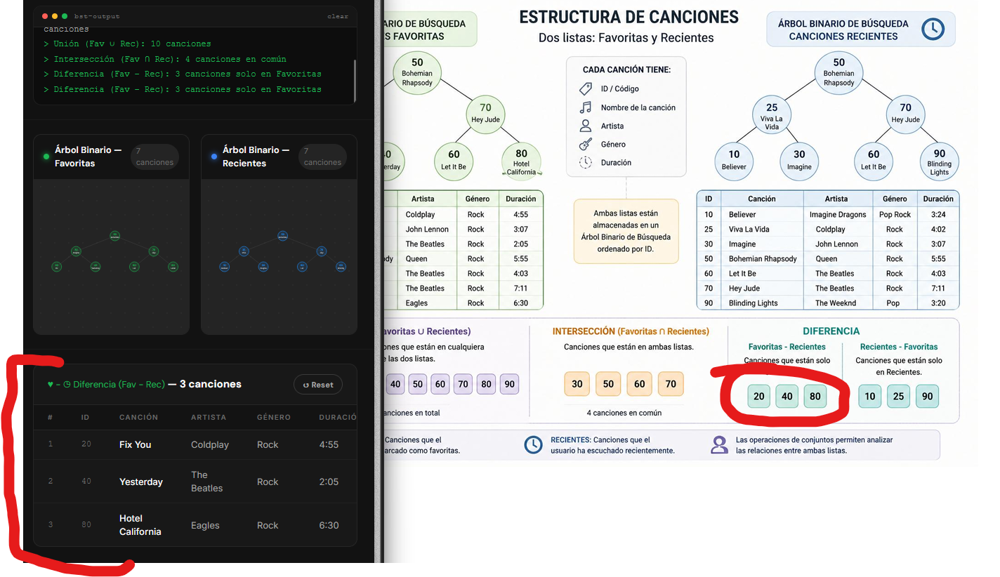 bst-output
clear
canciones
> Unión (Fav ∪ Rec): 10 canciones
> Intersección (Fav ∩ Rec): 4 canciones en común
> Diferencia (Fav − Rec): 3 canciones solo en Favoritas
> Diferencia (Fav − Rec): 3 canciones solo en Favoritas
Árbol Binario —
Favoritas
7
canciones
Árbol Binario —
Recientes
7
canciones
♥ − ◷ Diferencia (Fav − Rec) — 3 canciones
↺ Reset
# ID CANCIÓN ARTISTA GÉNERO DURACIÓ
1 20 Fix You Coldplay Rock 4:55
2 40 Yesterday The Beatles Rock 2:05
3 80 Hotel California Eagles Rock 6:30
ARIO DE BÚSQUEDA
S FAVORITAS
ESTRUCTURA DE CANCIONES
Dos listas: Favoritas y Recientes
ÁRBOL BINARIO DE BÚSQUEDA
CANCIONES RECIENTES
50
Bohemian
Rhapsody
70
Hey Jude
40
erday
60
Let It Be
80
Hotel
California
CADA CANCIÓN TIENE:
ID / Código
Nombre de la canción
Artista
Género
Duración
50
Bohemian
Rhapsody
25
Viva La
Vida
70
Hey Jude
10
Believer
30
Imagine
60
Let It Be
90
Blinding
Lights
Artista Género Duración
Coldplay Rock 4:55
John Lennon Rock 3:07
The Beatles Rock 2:05
ody Queen Rock 5:55
The Beatles Rock 4:03
The Beatles Rock 7:11
Eagles Rock 6:30
Ambas listas están
almacenadas en un
Árbol Binario de Búsqueda
ordenado por ID.
ID Canción Artista Género Duración
10 Believer Imagine Dragons Pop Rock 3:24
25 Viva La Vida Coldplay Rock 4:02
30 Imagine John Lennon Rock 3:07
50 Bohemian Rhapsody Queen Rock 5:55
60 Let It Be The Beatles Rock 4:03
70 Hey Jude The Beatles Rock 7:11
90 Blinding Lights The Weeknd Pop 3:20
avoritas ∪ Recientes)
ones que están en cualquiera
e las dos listas.
40 50 60 70 80 90
anciones en total
INTERSECCIÓN (Favoritas ∩ Recientes)
Canciones que están en ambas listas.
30 50 60 70
4 canciones en común
DIFERENCIA
Favoritas - Recientes
Canciones que están solo
20 40 80
Recientes - Favoritas
Canciones que están solo
en Recientes.
10 25 90
Canciones que el
arcado como favoritas.
RECIENTES: Canciones que el
usuario ha escuchado recientemente.
Las operaciones de conjuntos permiten analizar
las relaciones entre ambas listas.